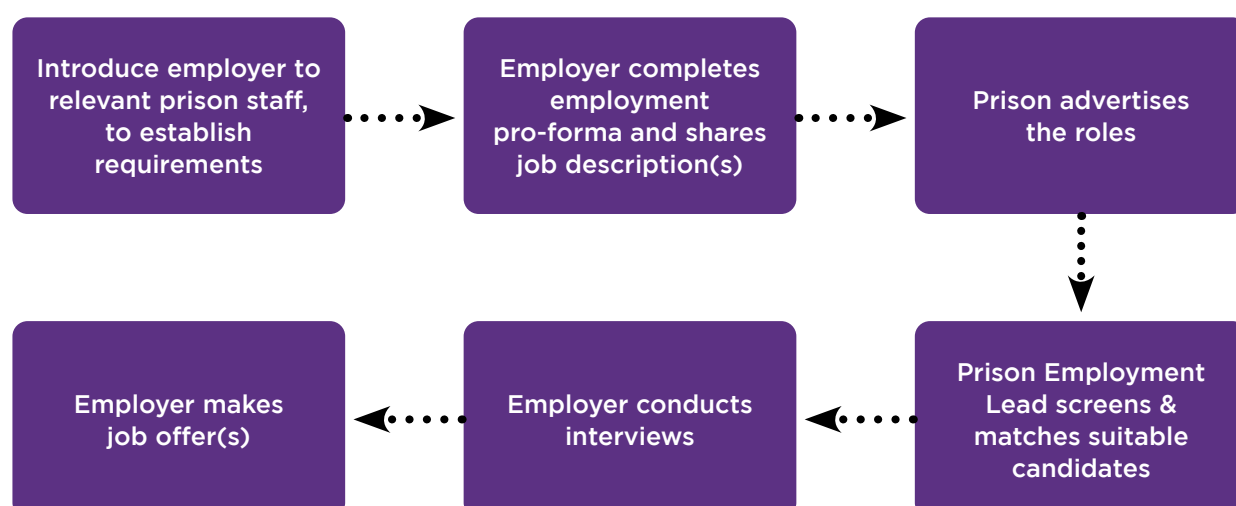 Introduce employer to
relevant prison staff,
to establish
requirements
Employer completes
employment
pro-forma and shares
job description(s)
Prison advertises
the roles
Prison Employment
Lead screens &
matches suitable
candidates
Employer conducts
interviews
Employer makes
job offer(s)